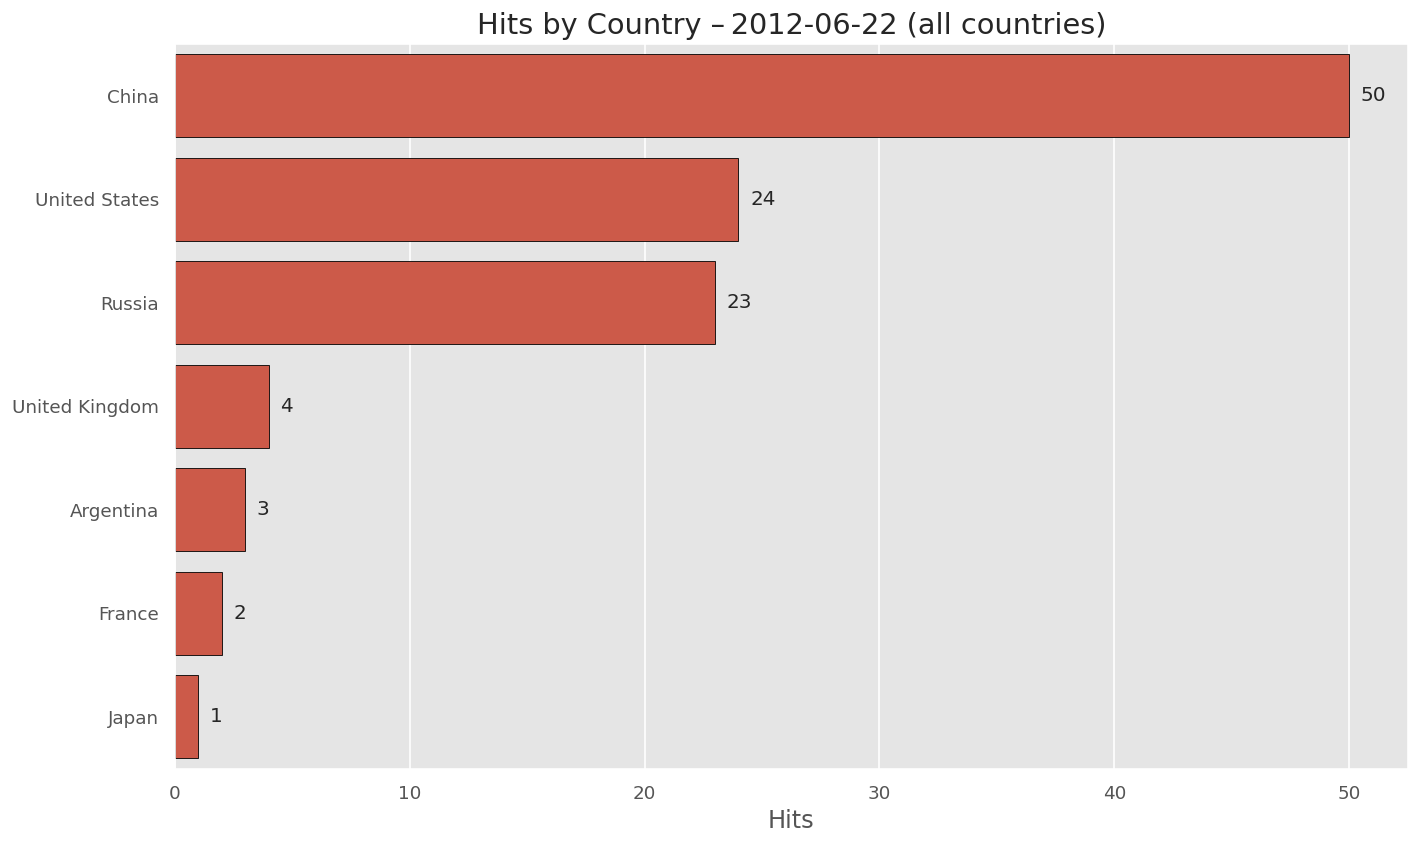 Hits by Country – 2012-06-22 (all countries)
China
50
United States
24
Russia
23
United Kingdom
4
Argentina
3
France
2
Japan
1
0 10 20 30 40 50
Hits